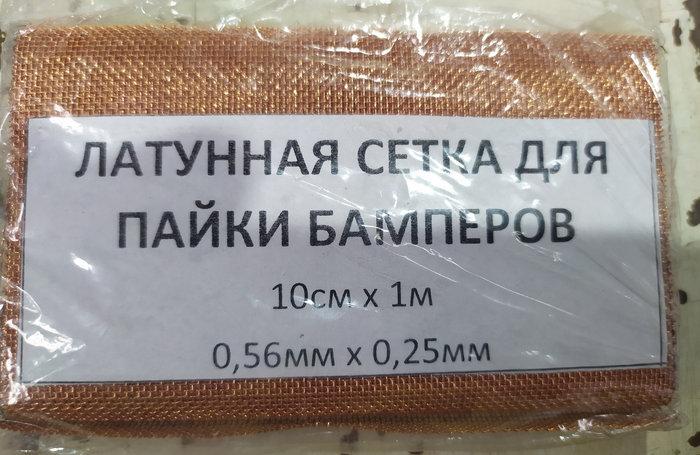 ЛАТУННАЯ СЕТКА ДЛЯ
ПАЙКИ БАМПЕРОВ
10см х 1м
0,56мм х 0,25мм